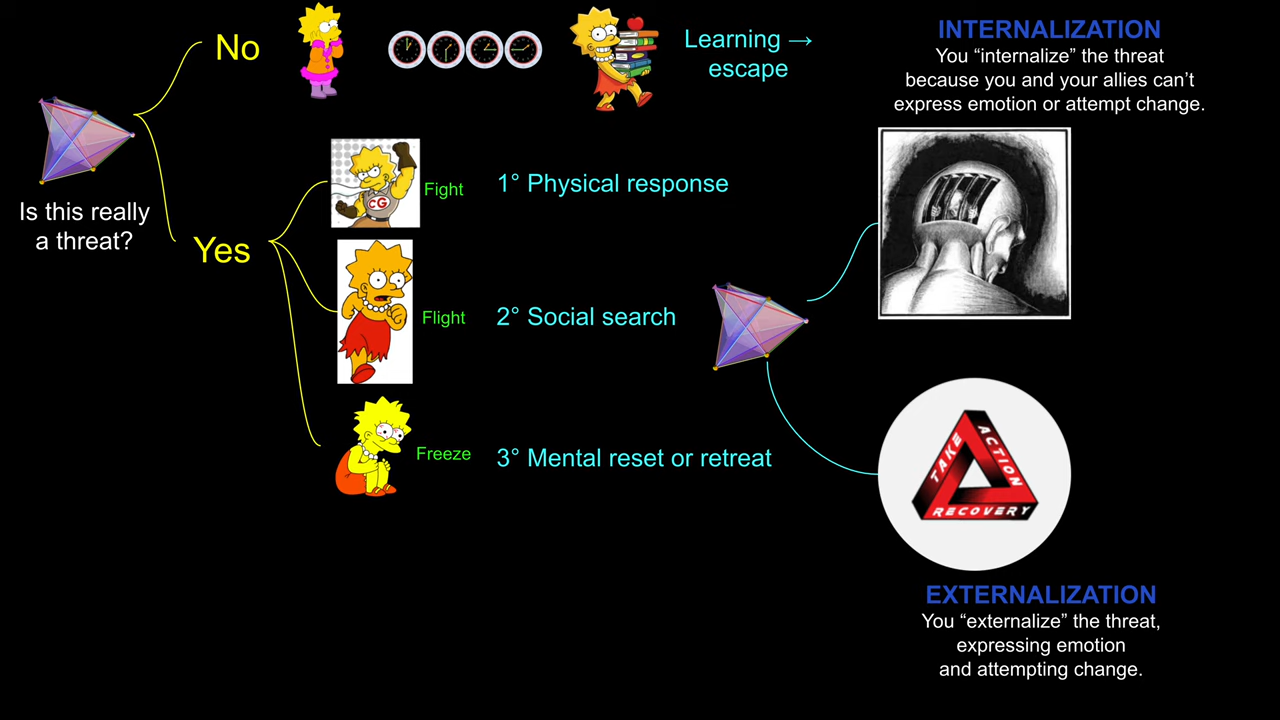 No
Learning →
escape
INTERNALIZATION
You “internalize” the threat
because you and your allies can’t
express emotion or attempt change.
Is this really
a threat?
Yes
CG
Fight
1° Physical response
Flight
2° Social search
Freeze
3° Mental reset or retreat
TAKE
ACTION
RECOVERY
EXTERNALIZATION
You “externalize” the threat,
expressing emotion
and attempting change.